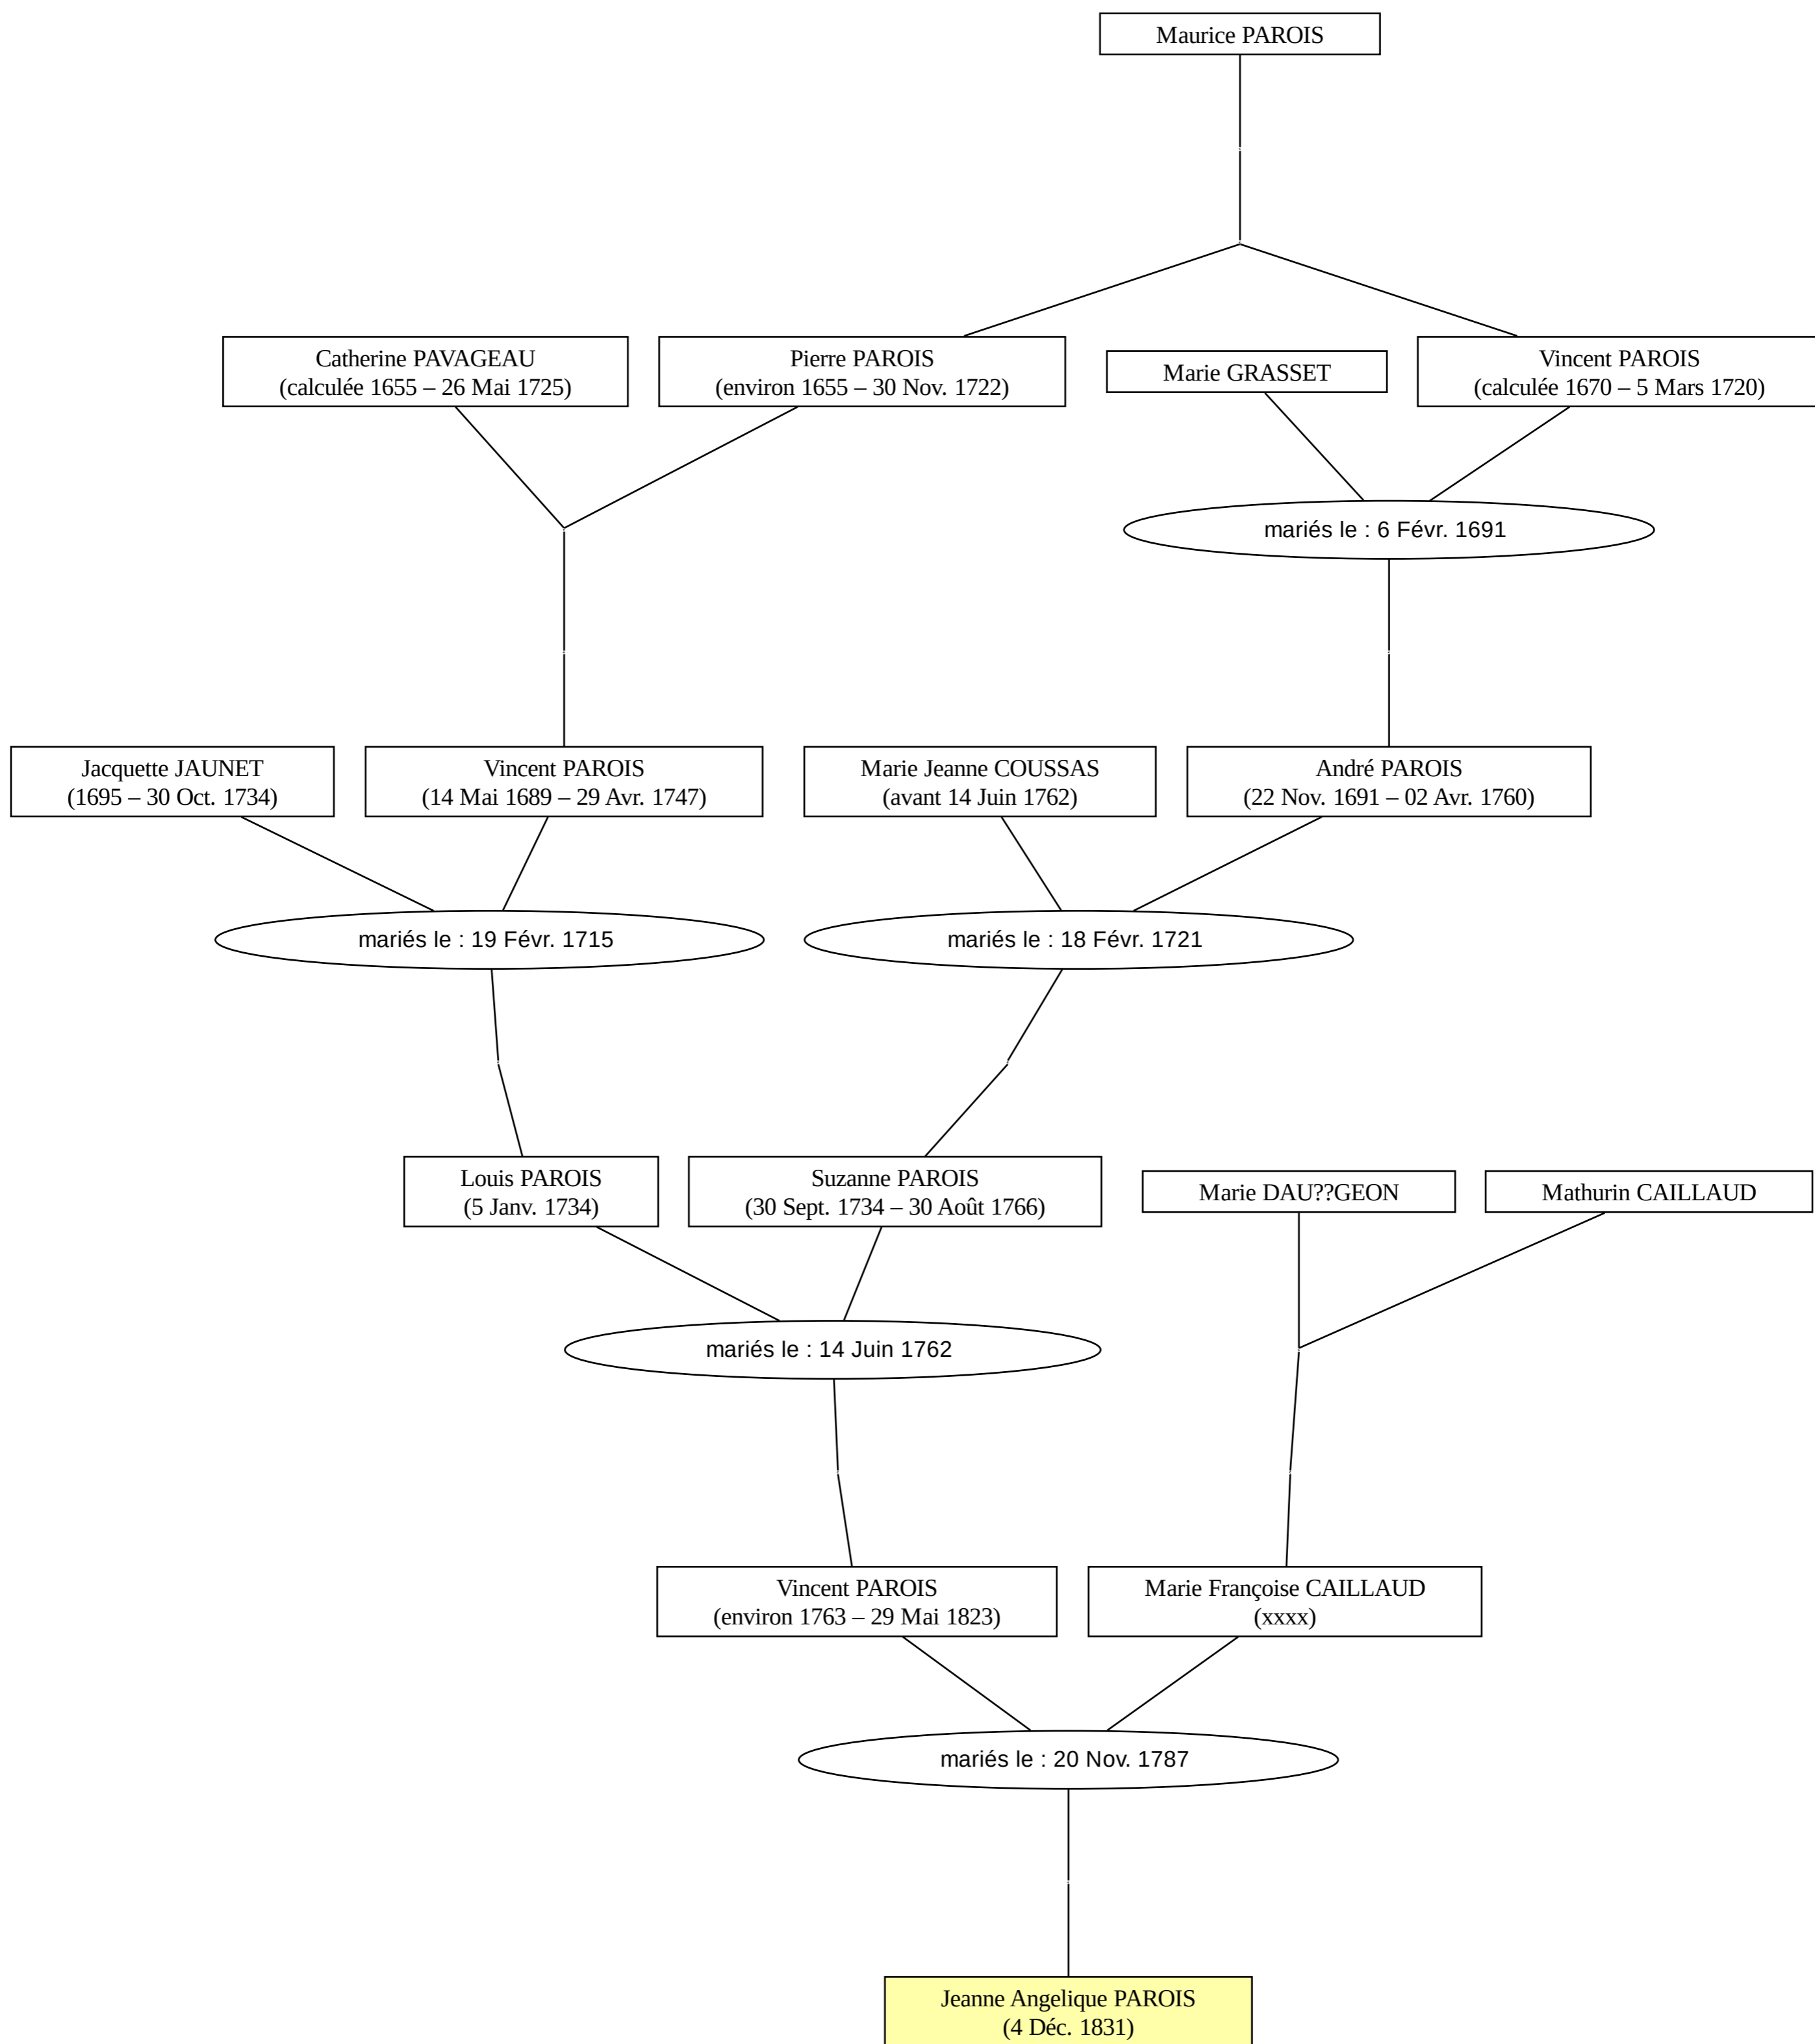 Maurice PAROIS
Catherine PAVAGEAU
(calculée 1655 – 26 Mai 1725)
Pierre PAROIS
(environ 1655 – 30 Nov. 1722)
Marie GRASSET
Vincent PAROIS
(calculée 1670 – 5 Mars 1720)
mariés le : 6 Févr. 1691
Jacquette JAUNET
(1695 – 30 Oct. 1734)
Vincent PAROIS
(14 Mai 1689 – 29 Avr. 1747)
Marie Jeanne COUSSAS
(avant 14 Juin 1762)
André PAROIS
(22 Nov. 1691 – 02 Avr. 1760)
mariés le : 19 Févr. 1715
mariés le : 18 Févr. 1721
Louis PAROIS
(5 Janv. 1734)
Suzanne PAROIS
(30 Sept. 1734 – 30 Août 1766)
Marie DAU??GEON
Mathurin CAILLAUD
mariés le : 14 Juin 1762
Vincent PAROIS
(environ 1763 – 29 Mai 1823)
Marie Françoise CAILLAUD
(xxxx)
mariés le : 20 Nov. 1787
Jeanne Angelique PAROIS
(4 Déc. 1831)